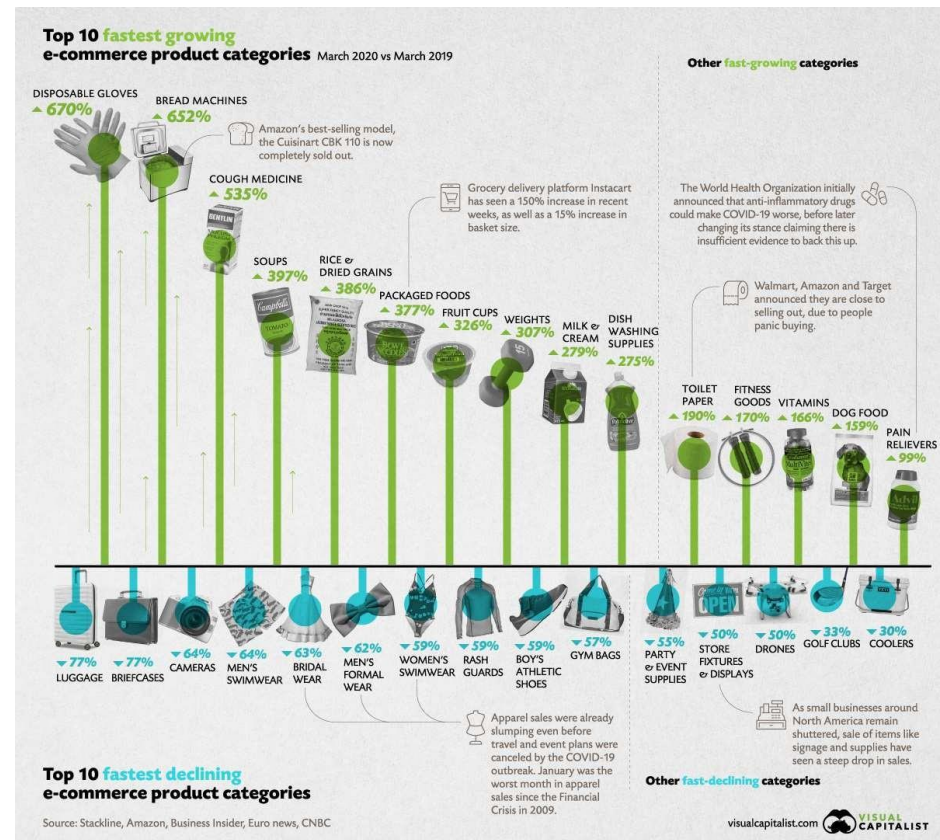 Top 10 fastest growing
e-commerce product categories March 2020 vs March 2019
Other fast-growing categories
DISPOSABLE GLOVES
▲ 670%
BREAD MACHINES
▲ 652%
Amazon's best-selling model,
the Cuisinart CBK 110 is now
completely sold out.
COUGH MEDICINE
▲ 535%
BENYLIN
SOUPS
▲ 397%
Campbell's
TOMATO
RICE &
DRIED GRAINS
▲ 386%
Grocery delivery platform Instacart
has seen a 150% increase in recent
weeks, as well as a 15% increase in
basket size.
PACKAGED FOODS
▲ 377%
BOWL
NOODLE
FRUIT CUPS
▲ 326%
WEIGHTS
▲ 307%
5
MILK &
CREAM
▲ 279%
DISH
WASHING
SUPPLIES
▲ 275%
The World Health Organization initially
announced that anti-inflammatory drugs
could make COVID-19 worse, before later
changing its stance claiming there is
insufficient evidence to back this up.
Walmart, Amazon and Target
announced they are close to
selling out, due to people
panic buying.
TOILET
PAPER
▲ 190%
FITNESS
GOODS
▲ 170%
VITAMINS
▲ 166%
DOG FOOD
▲ 159%
PAIN
RELIEVERS
▲ 99%
Advil
▼ 77%
LUGGAGE
▼ 77%
BRIEFCASES
▼ 64%
CAMERAS
▼ 64%
MEN'S
SWIMWEAR
▼ 63%
BRIDAL
WEAR
▼ 62%
MEN'S
FORMAL
WEAR
▼ 59%
WOMEN'S
SWIMWEAR
▼ 59%
RASH
GUARDS
▼ 59%
BOY'S
ATHLETIC
SHOES
▼ 57%
GYM BAGS
▼ 55%
PARTY
& EVENT
SUPPLIES
OPEN
▼ 50%
STORE
FIXTURES
& DISPLAYS
▼ 50%
DRONES
▼ 33%
GOLF CLUBS
▼ 30%
COOLERS
Apparel sales were already
slumping even before
travel and event plans were
canceled by the COVID-19
outbreak. January was the
worst month in apparel
sales since the Financial
Crisis in 2009.
As small businesses around
North America remain
shuttered, sale of items like
signage and supplies have
seen a steep drop in sales.
Top 10 fastest declining
e-commerce product categories
Other fast-declining categories
Source: Stackline, Amazon, Business Insider, Euro news, CNBC
visualcapitalist.com
VISUAL
CAPITALIST